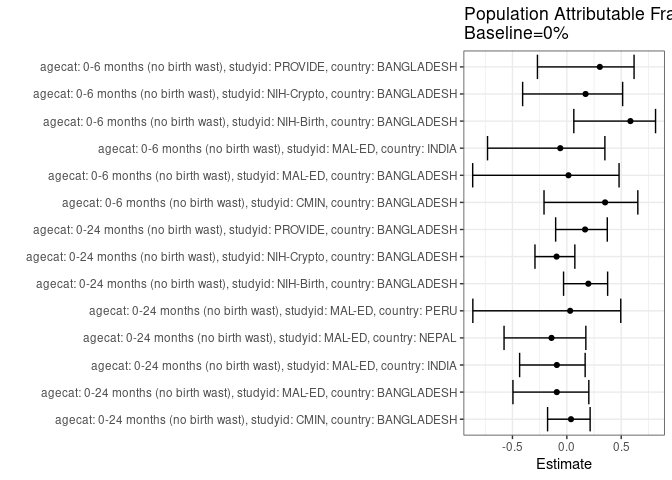 Population Attributable Fra
Baseline=0%
agecat: 0-6 months (no birth wast), studyid: PROVIDE, country: BANGLADESH
agecat: 0-6 months (no birth wast), studyid: NIH-Crypto, country: BANGLADESH
agecat: 0-6 months (no birth wast), studyid: NIH-Birth, country: BANGLADESH
agecat: 0-6 months (no birth wast), studyid: MAL-ED, country: INDIA
agecat: 0-6 months (no birth wast), studyid: MAL-ED, country: BANGLADESH
agecat: 0-6 months (no birth wast), studyid: CMIN, country: BANGLADESH
agecat: 0-24 months (no birth wast), studyid: PROVIDE, country: BANGLADESH
agecat: 0-24 months (no birth wast), studyid: NIH-Crypto, country: BANGLADESH
agecat: 0-24 months (no birth wast), studyid: NIH-Birth, country: BANGLADESH
agecat: 0-24 months (no birth wast), studyid: MAL-ED, country: PERU
agecat: 0-24 months (no birth wast), studyid: MAL-ED, country: NEPAL
agecat: 0-24 months (no birth wast), studyid: MAL-ED, country: INDIA
agecat: 0-24 months (no birth wast), studyid: MAL-ED, country: BANGLADESH
agecat: 0-24 months (no birth wast), studyid: CMIN, country: BANGLADESH
-0.5 0.0 0.5
Estimate